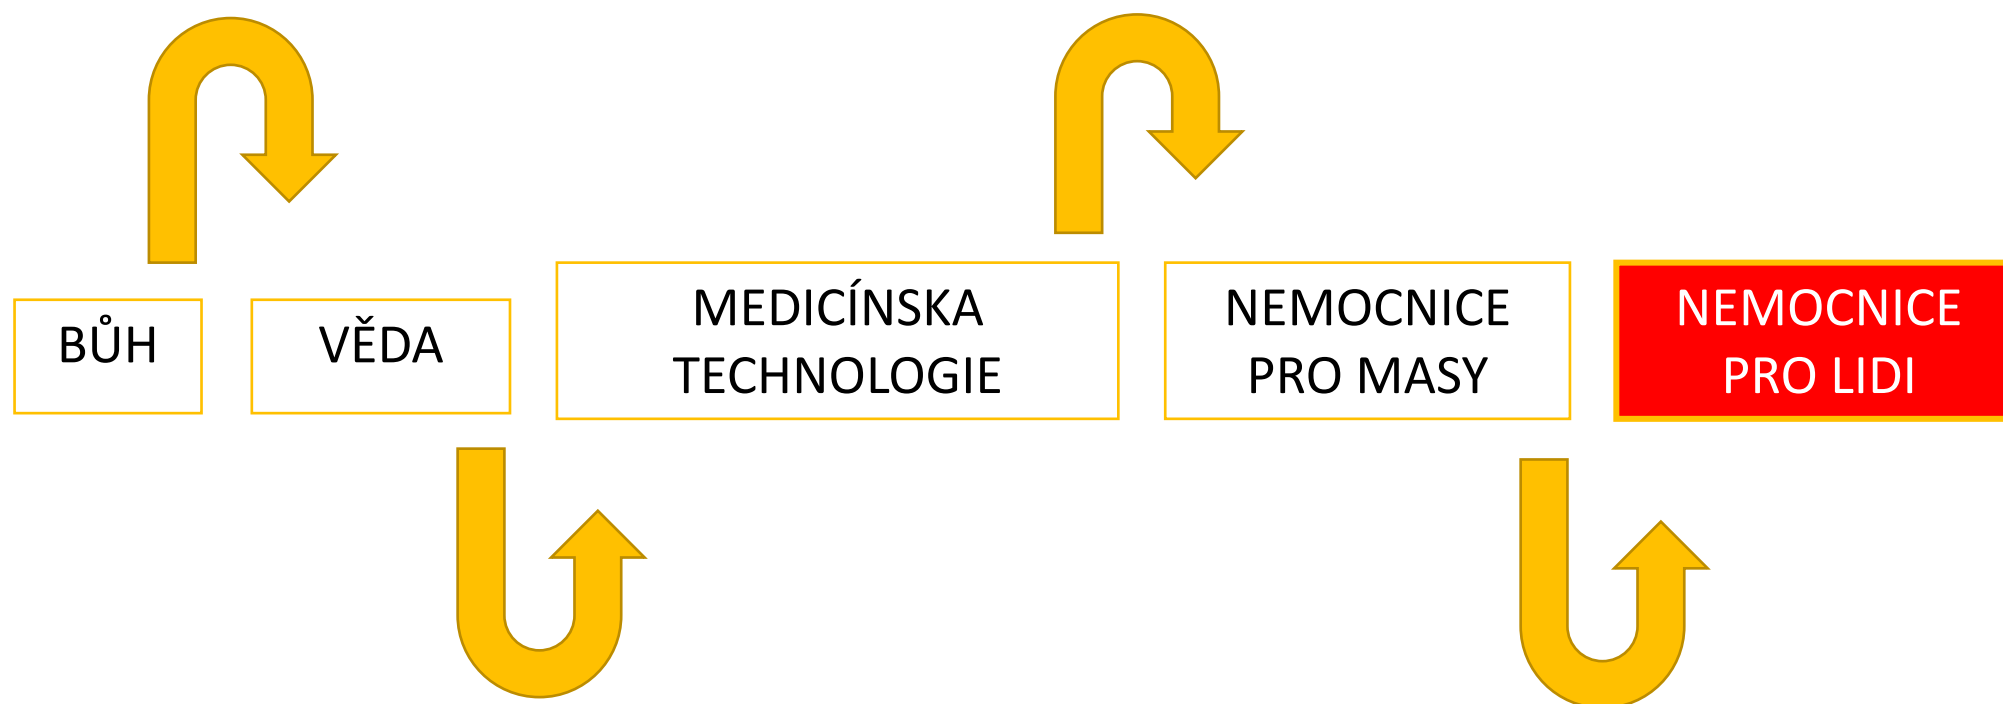 BŮH
VĚDA
MEDICÍNSKA
TECHNOLOGIE
NEMOCNICE
PRO MASY
NEMOCNICE
PRO LIDI